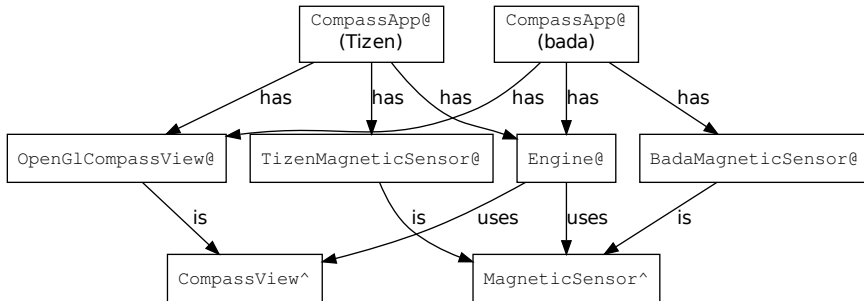 CompassApp@
(Tizen)
CompassApp@
(bada)
has
has
has
has
has
has
OpenGlCompassView@
TizenMagneticSensor@
Engine@
BadaMagneticSensor@
is
is
uses
uses
is
CompassView^
MagneticSensor^